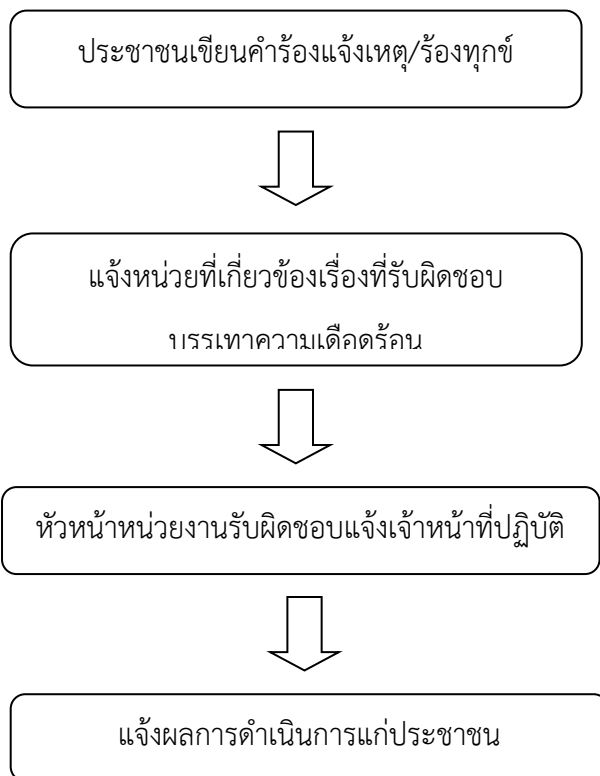 ประชาชนเขียนคำร้องแจ้งเหตุ/ร้องทุกข์
แจ้งหน่วยที่เกี่ยวข้องเรื่องที่รับผิดชอบ
บรรเทาความเดือดร้อน
หัวหน้าหน่วยงานรับผิดชอบแจ้งเจ้าหน้าที่ปฏิบัติ
แจ้งผลการดำเนินการแก่ประชาชน